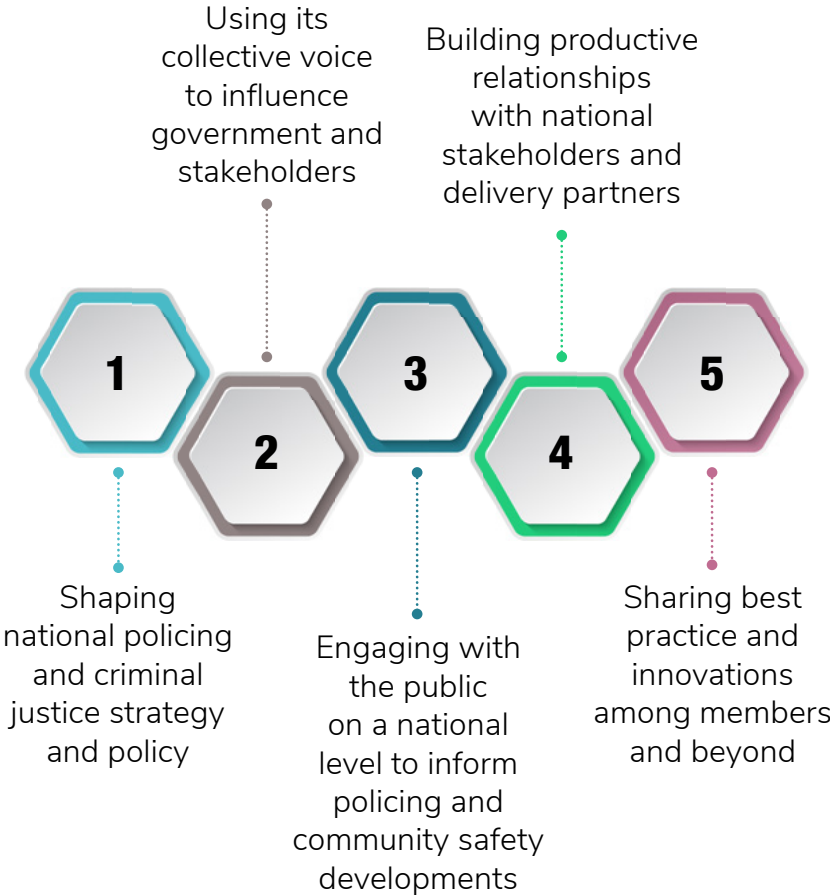 1
Shaping
national policing
and criminal
justice strategy
and policy
2
Using its
collective voice
to influence
government and
stakeholders
3
Engaging with
the public
on a national
level to inform
policing and
community safety
developments
4
Building productive
relationships
with national
stakeholders and
delivery partners
5
Sharing best
practice and
innovations
among members
and beyond